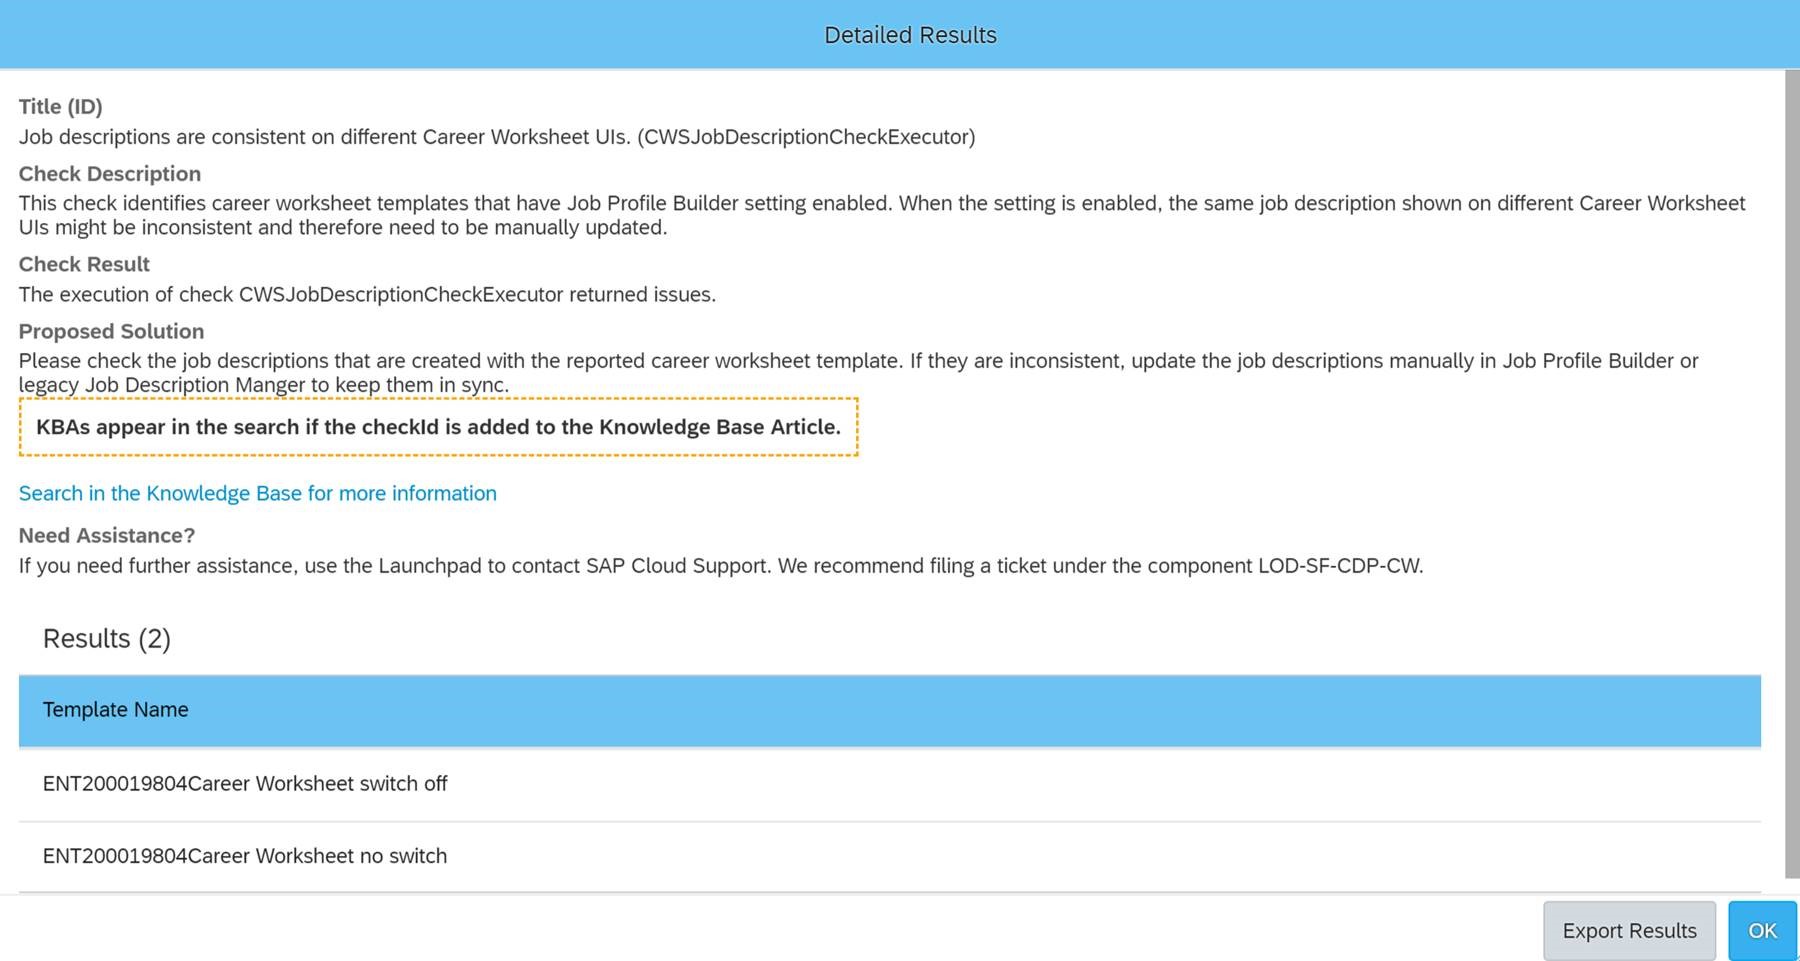 Detailed Results
Title (ID)
Job descriptions are consistent on different Career Worksheet UIs. (CWSJobDescriptionCheckExecutor)
Check Description
This check identifies career worksheet templates that have Job Profile Builder setting enabled. When the setting is enabled, the same job description shown on different Career Worksheet
UIs might be inconsistent and therefore need to be manually updated.
Check Result
The execution of check CWSJobDescriptionCheckExecutor returned issues.
Proposed Solution
Please check the job descriptions that are created with the reported career worksheet template. If they are inconsistent, update the job descriptions manually in Job Profile Builder or
legacy Job Description Manger to keep them in sync.
KBAs appear in the search if the checkId is added to the Knowledge Base Article.
Search in the Knowledge Base for more information
Need Assistance?
If you need further assistance, use the Launchpad to contact SAP Cloud Support. We recommend filing a ticket under the component LOD-SF-CDP-CW.
Results (2)
Template Name
ENT200019804Career Worksheet switch off
ENT200019804Career Worksheet no switch
Export Results
OK